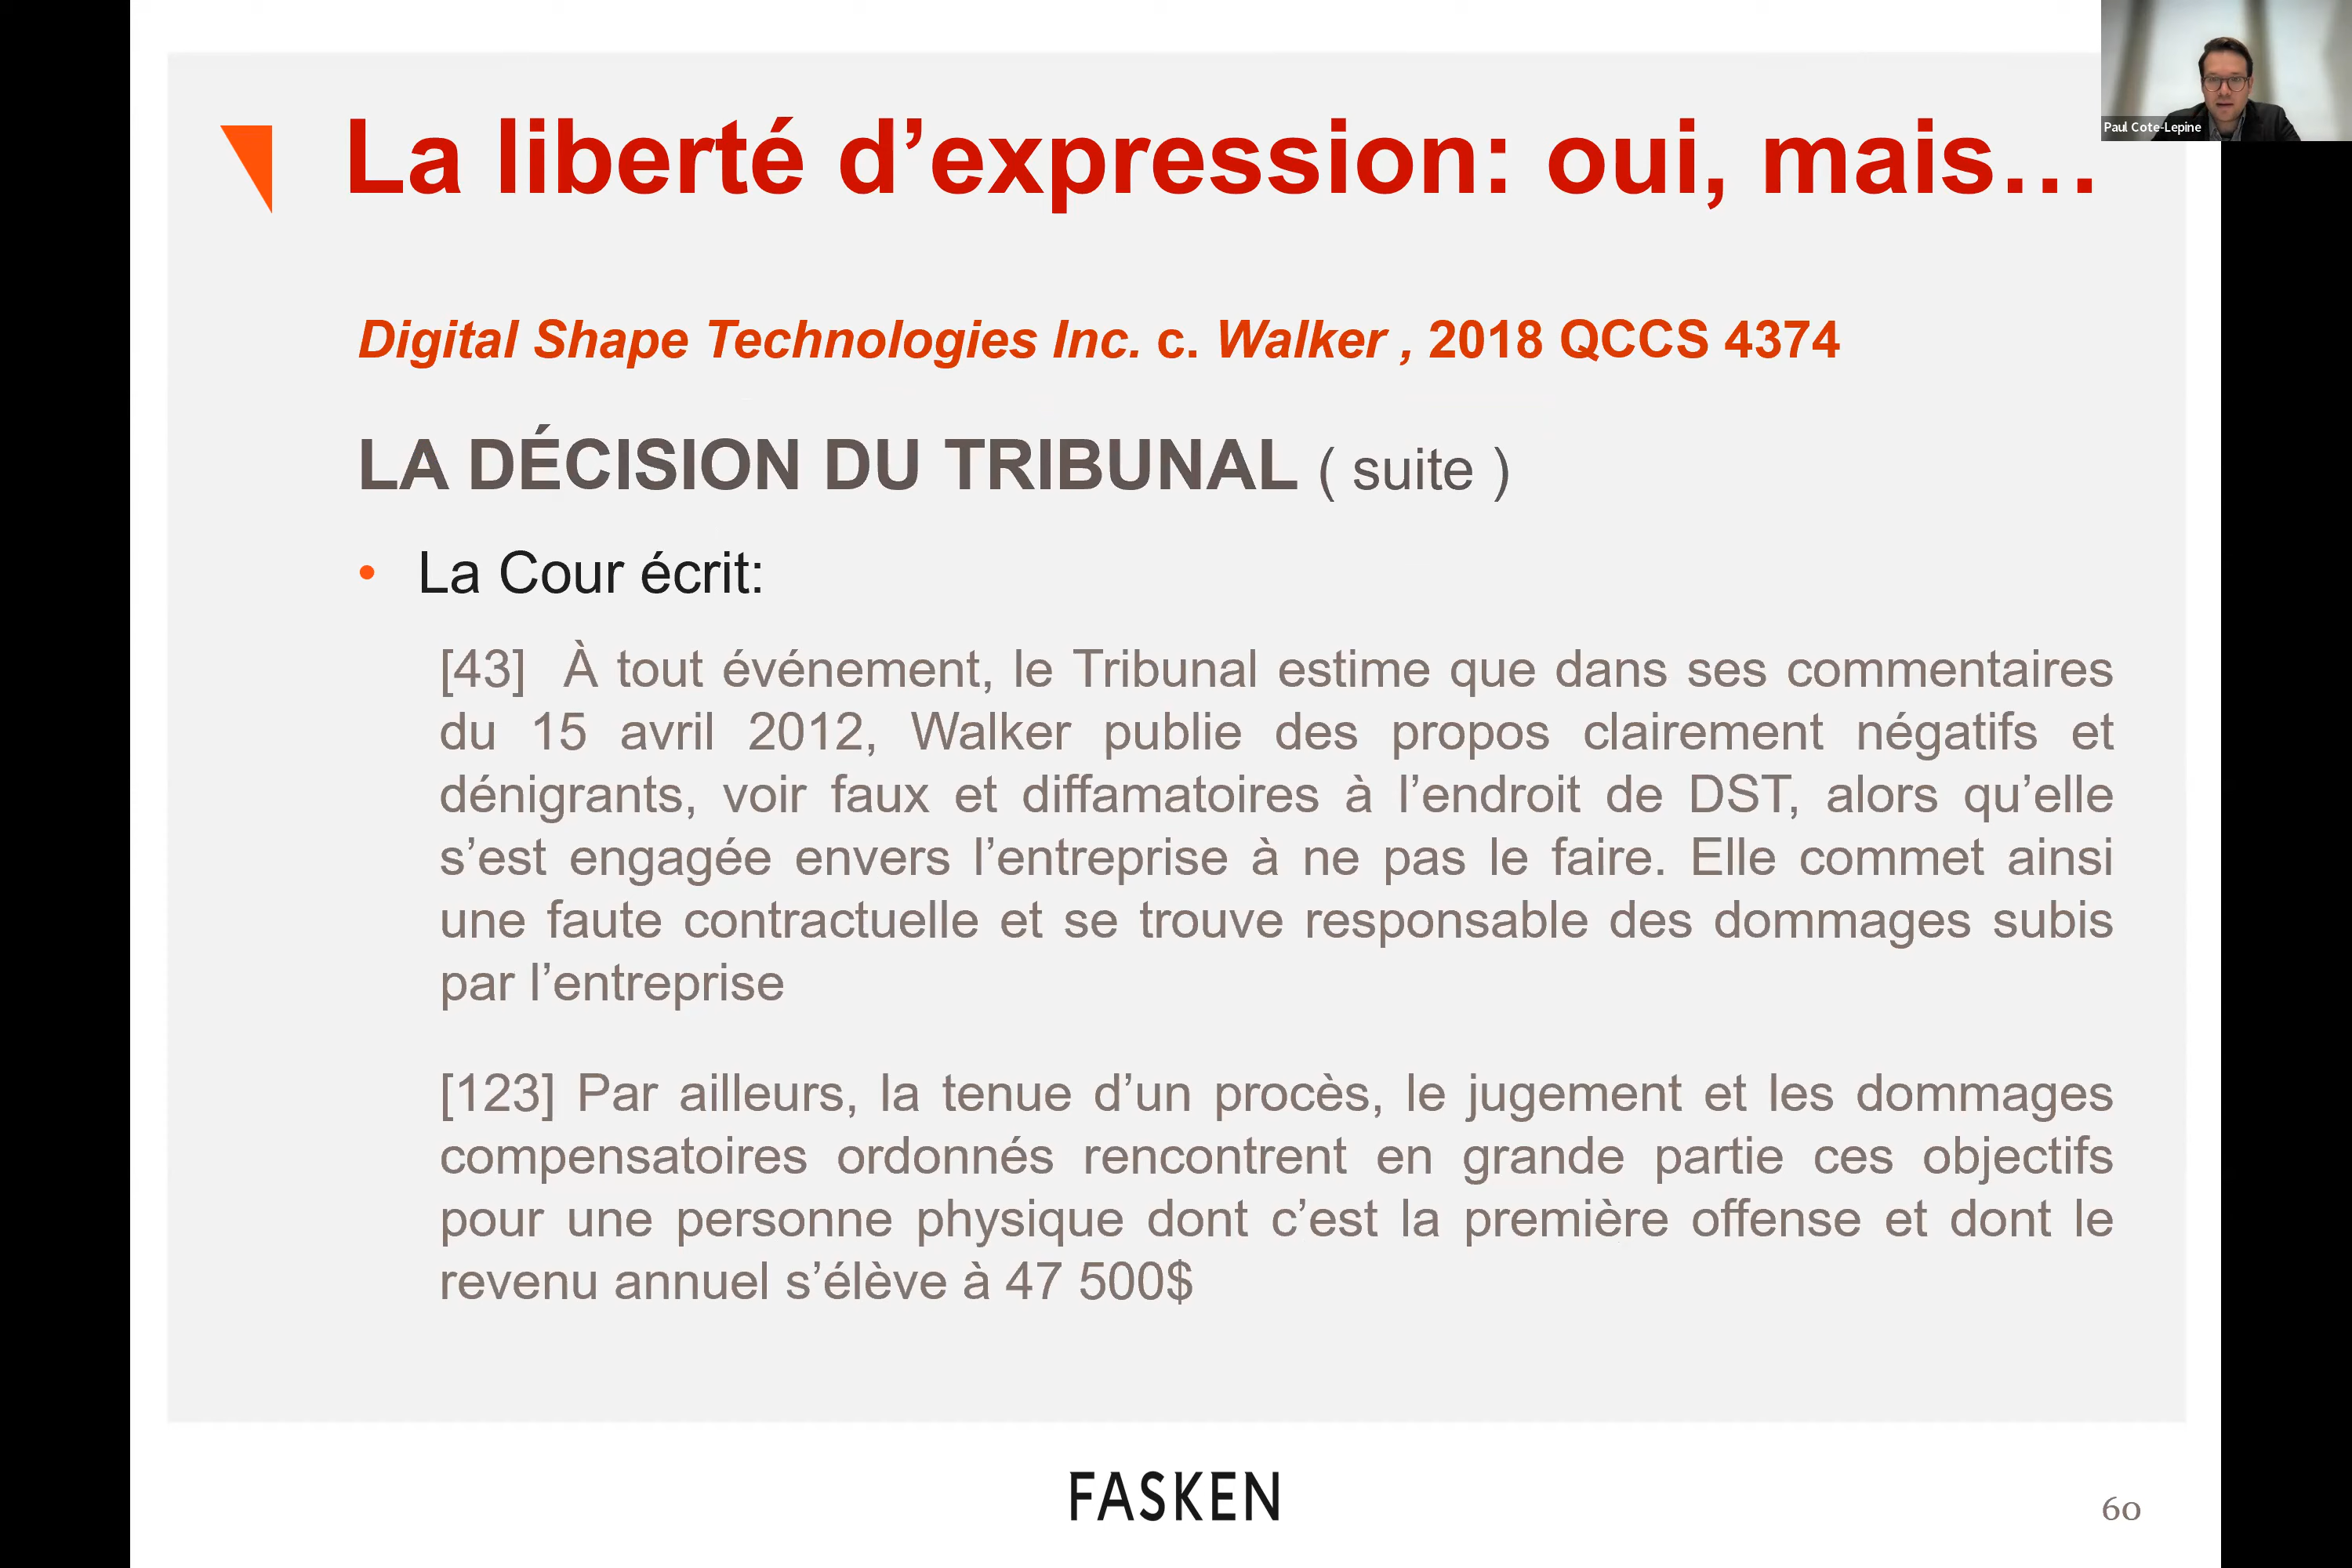 La liberté d’expression: oui, mais…
Paul Cote-Lepine
Digital Shape Technologies Inc. c. Walker , 2018 QCCS 4374
LA DÉCISION DU TRIBUNAL ( suite )
• La Cour écrit:
[43] À tout événement, le Tribunal estime que dans ses commentaires
du 15 avril 2012, Walker publie des propos clairement négatifs et
dénigrants, voir faux et diffamatoires à l’endroit de DST, alors qu’elle
s’est engagée envers l’entreprise à ne pas le faire. Elle commet ainsi
une faute contractuelle et se trouve responsable des dommages subis
par l’entreprise
[123] Par ailleurs, la tenue d’un procès, le jugement et les dommages
compensatoires ordonnés rencontrent en grande partie ces objectifs
pour une personne physique dont c’est la première offense et dont le
revenu annuel s’élève à 47 500$
FASKEN
60